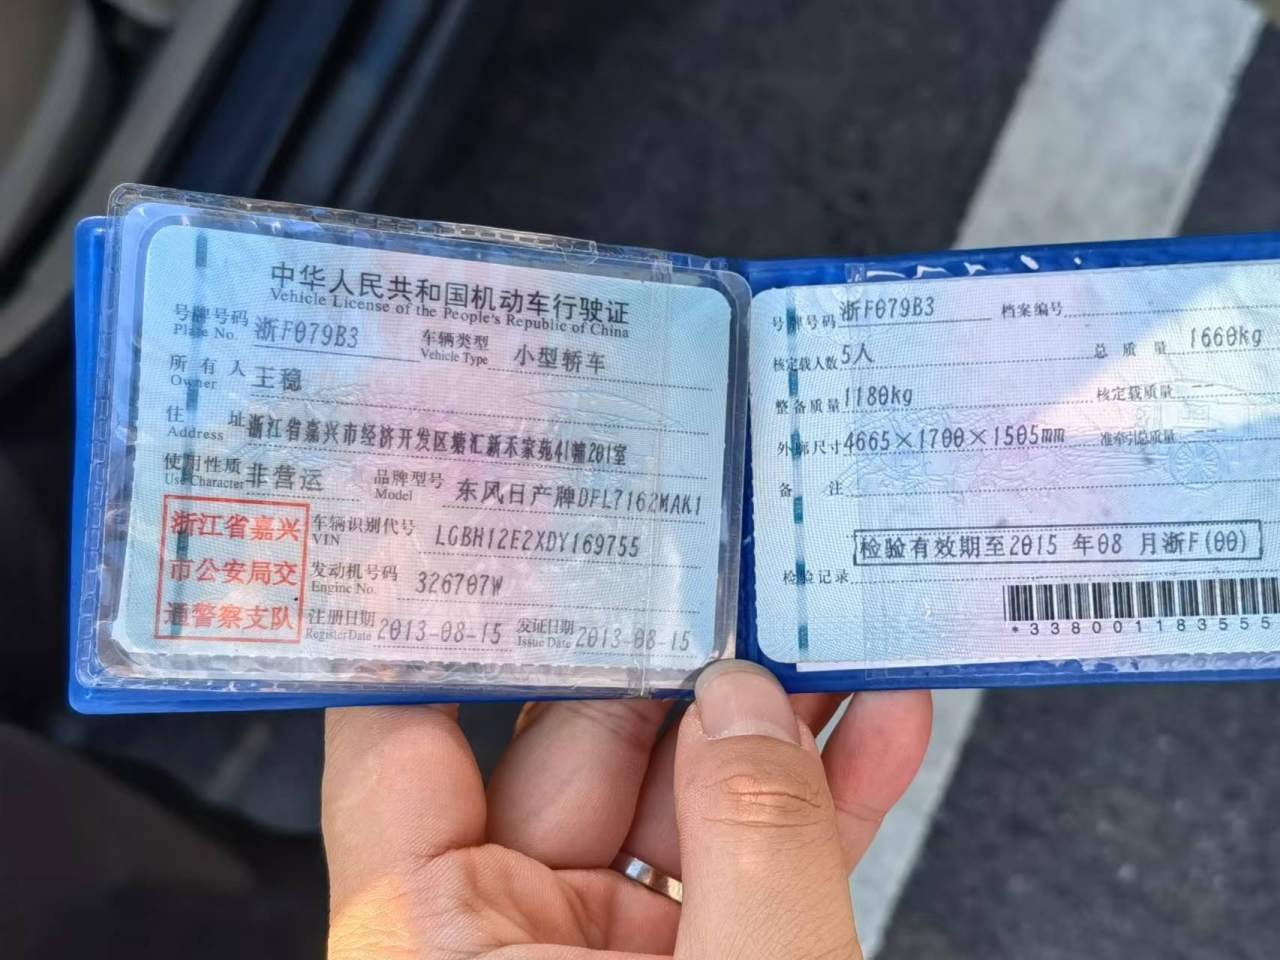 中华人民共和国机动车行驶证
Vehicle License of the People's Republic of China
号牌号码 浙F079B3 车辆类型 小型轿车
Plate No. Vehicle Type
所有人 王稳
Owner
住址 浙江省嘉兴市经济开发区塘汇新禾家苑41幢201室
Address
使用性质 非营运 品牌型号 东风日产牌DFL7162MAK1
Use Character Model
浙江省嘉兴
市公安局交
通警察支队
车辆识别代号 LGBH12E2XDY169755
VIN
发动机号码 326707W
Engine No.
注册日期 2013-08-15 发证日期 2013-08-15
Register Date Issue Date
号牌号码 浙F079B3 档案编号
核定载人数 5人 总质量 1660kg
整备质量 1180kg 核定载质量 --
外廓尺寸 4665×1700×1505mm 准牵引总质量 --
备注
检验有效期至2015 年08 月浙F(00)
检验记录
*338001183555